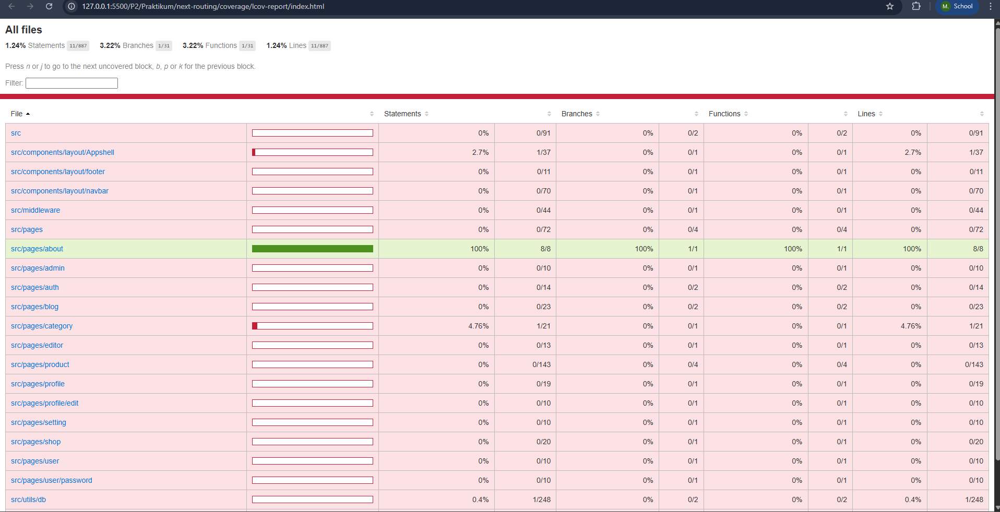 127.0.0.1:5500/P2/Praktikum/next-routing/coverage/lcov-report/index.html M. School
All files
1.24% Statements 11/887 3.22% Branches 1/31 3.22% Functions 1/31 1.24% Lines 11/887
Press n or j to go to the next uncovered block, b, p or k for the previous block.
Filter:
File Statements Branches Functions Lines
src 0% 0/91 0% 0/2 0% 0/2 0% 0/91
src/components/layout/Appshell 2.7% 1/37 0% 0/1 0% 0/1 2.7% 1/37
src/components/layout/footer 0% 0/11 0% 0/1 0% 0/1 0% 0/11
src/components/layout/navbar 0% 0/70 0% 0/1 0% 0/1 0% 0/70
src/middleware 0% 0/44 0% 0/1 0% 0/1 0% 0/44
src/pages 0% 0/72 0% 0/4 0% 0/4 0% 0/72
src/pages/about 100% 8/8 100% 1/1 100% 1/1 100% 8/8
src/pages/admin 0% 0/10 0% 0/1 0% 0/1 0% 0/10
src/pages/auth 0% 0/14 0% 0/2 0% 0/2 0% 0/14
src/pages/blog 0% 0/23 0% 0/2 0% 0/2 0% 0/23
src/pages/category 4.76% 1/21 0% 0/1 0% 0/1 4.76% 1/21
src/pages/editor 0% 0/13 0% 0/1 0% 0/1 0% 0/13
src/pages/product 0% 0/143 0% 0/4 0% 0/4 0% 0/143
src/pages/profile 0% 0/19 0% 0/1 0% 0/1 0% 0/19
src/pages/profile/edit 0% 0/10 0% 0/1 0% 0/1 0% 0/10
src/pages/setting 0% 0/10 0% 0/1 0% 0/1 0% 0/10
src/pages/shop 0% 0/20 0% 0/1 0% 0/1 0% 0/20
src/pages/user 0% 0/10 0% 0/1 0% 0/1 0% 0/10
src/pages/user/password 0% 0/10 0% 0/1 0% 0/1 0% 0/10
src/utils/db 0.4% 1/248 0% 0/2 0% 0/2 0.4% 1/248